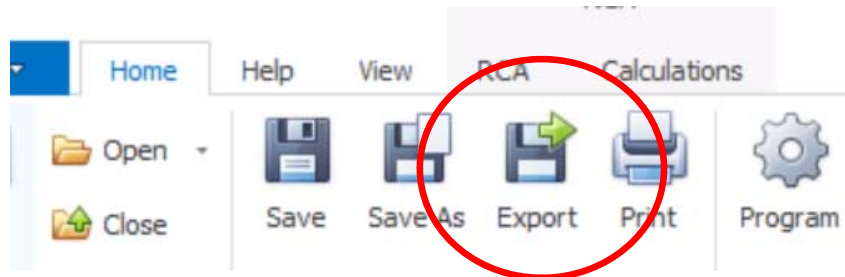 Home Help View RCA Calculations
Open Save Save As Export Print Program
Close